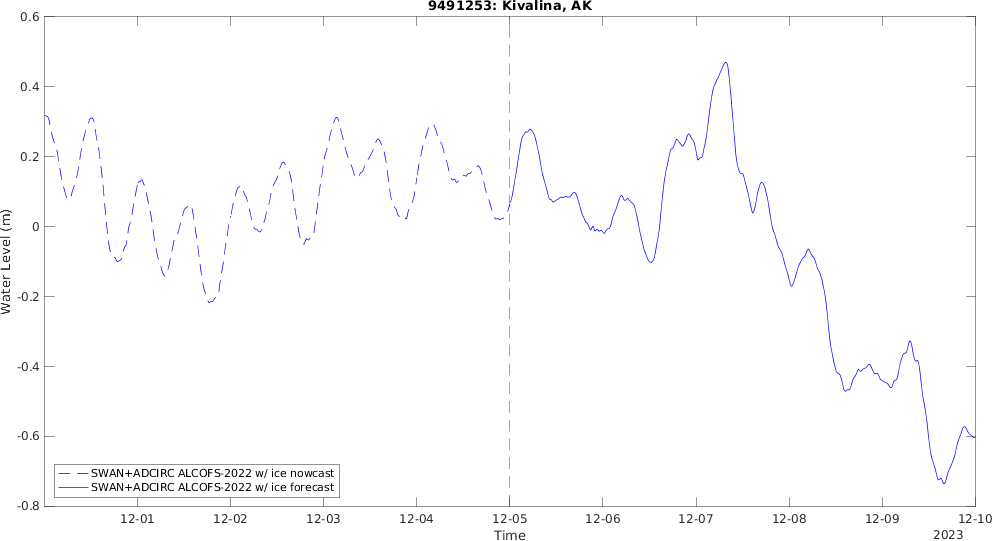 9491253: Kivalina, AK
0.6
0.4
0.2
0
-0.2
-0.4
-0.6
-0.8
Water Level (m)
SWAN+ADCIRC ALCOFS-2022 w/ ice nowcast
SWAN+ADCIRC ALCOFS-2022 w/ ice forecast
12-01 12-02 12-03 12-04 12-05 12-06 12-07 12-08 12-09 12-10
Time
2023